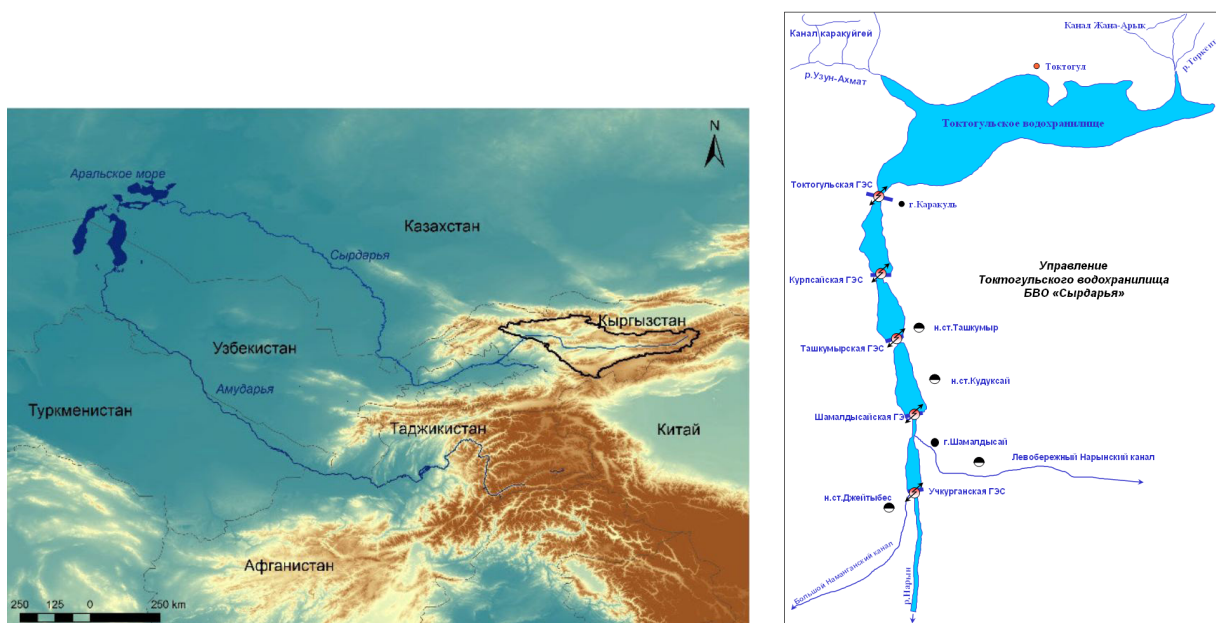 N
Аральское море
Казахстан
Сырдарья
Кыргызстан
Узбекистан
Амударья
Туркменистан
Таджикистан
Китай
Афганистан
250 125 0 250 km
Канал каракуйгей
Канал Жана-Арык
р.Торкент
Токтогул
р.Узун-Ахмат
Токтогульское водохранилище
Токтогульская ГЭС
г.Каракуль
Управление
Токтогульского водохранилища
БВО «Сырдарья»
Курпсайская ГЭС
н.ст.Ташкумыр
Ташкумырская ГЭС
н.ст.Кудуксай
Шамалдысайская ГЭС
г.Шамалдысай
Левобережный Нарынский канал
н.ст.Джейтыбес
Учкурганская ГЭС
Большой Наманганский канал
р.Нарын